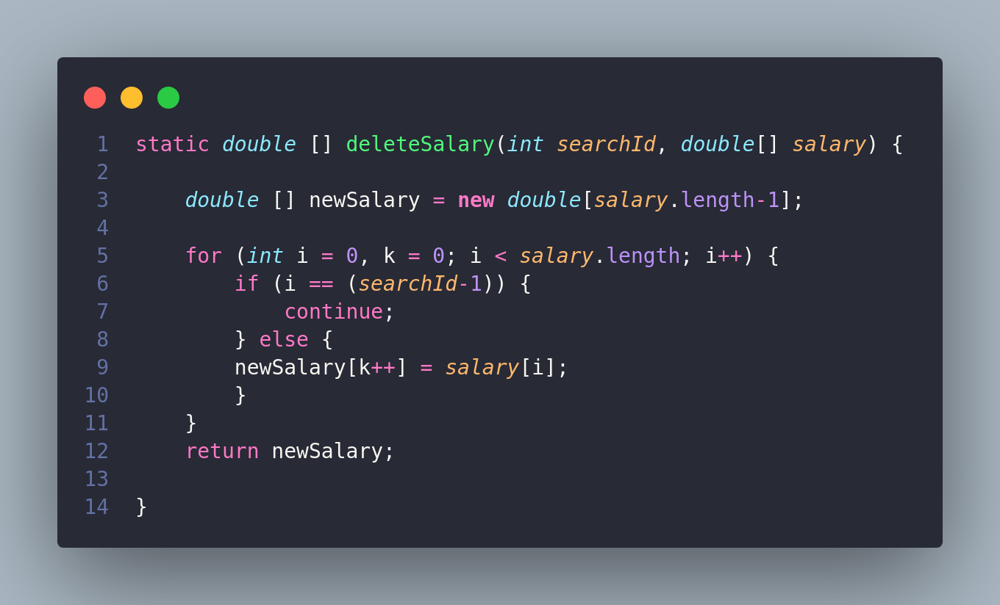 1 static double [] deleteSalary(int searchId, double[] salary) {
2
3     double [] newSalary = new double[salary.length-1];
4
5     for (int i = 0, k = 0; i < salary.length; i++) {
6         if (i == (searchId-1)) {
7             continue;
8         } else {
9         newSalary[k++] = salary[i];
10         }
11     }
12     return newSalary;
13
14 }